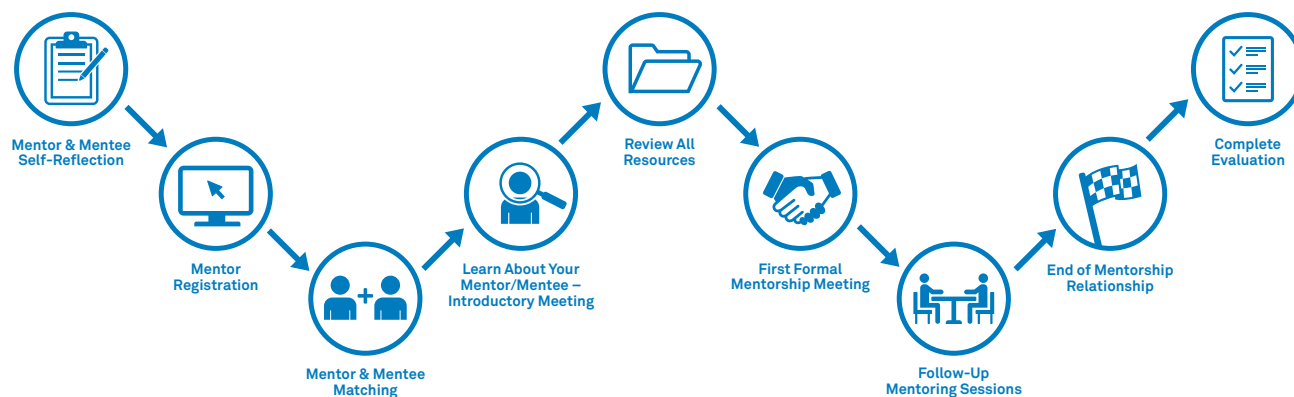 Mentor & Mentee
Self-Reflection
Mentor
Registration
Mentor & Mentee
Matching
Learn About Your
Mentor/Mentee –
Introductory Meeting
Review All
Resources
First Formal
Mentorship Meeting
Follow-Up
Mentoring Sessions
End of Mentorship
Relationship
Complete
Evaluation